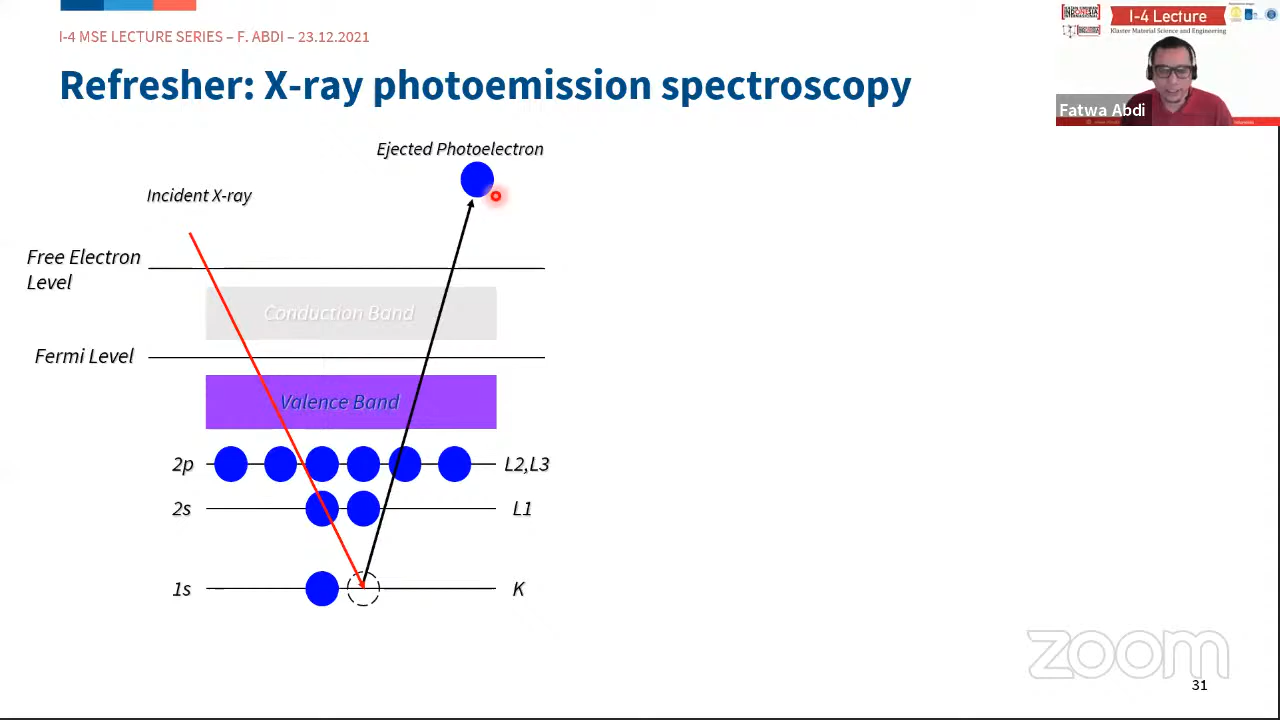 I-4 MSE LECTURE SERIES – F. ABDI – 23.12.2021
Refresher: X-ray photoemission spectroscopy
I-4 Lecture
Klaster Material Science and Engineering
Fatwa Abdi
Ejected Photoelectron
Incident X-ray
Free Electron
Level
Conduction Band
Fermi Level
Valence Band
2p
L2,L3
2s
L1
1s
K
zoom
31